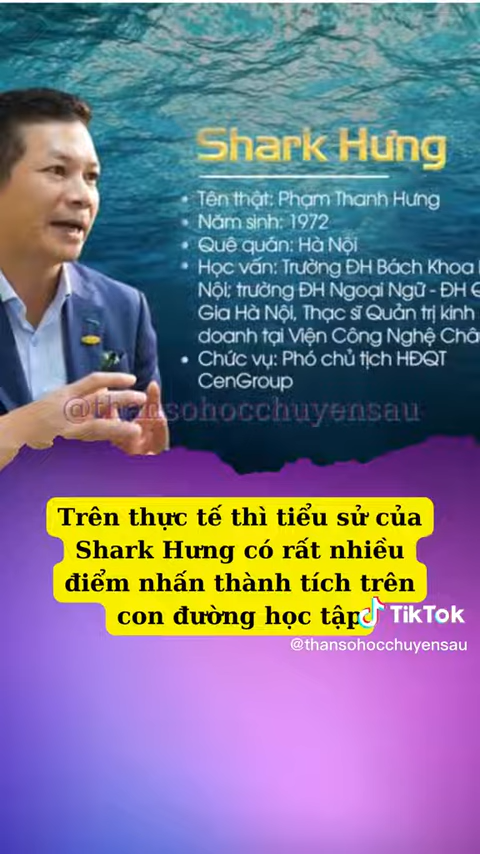 Shark Hưng
• Tên thật: Phạm Thanh Hưng
• Năm sinh: 1972
• Quê quán: Hà Nội
• Học vấn: Trường ĐH Bách Khoa
Nội; trường ĐH Ngoại Ngữ - ĐH
Gia Hà Nội, Thạc sĩ Quản trị kinh
doanh tại Viện Công Nghệ
• Chức vụ: Phó chủ tịch HĐQT
CenGroup
@thansohocchuyensau
Trên thực tế thì tiểu sử của
Shark Hưng có rất nhiều
điểm nhấn thành tích trên
con đường học tập
TikTok
@thansohocchuyensau